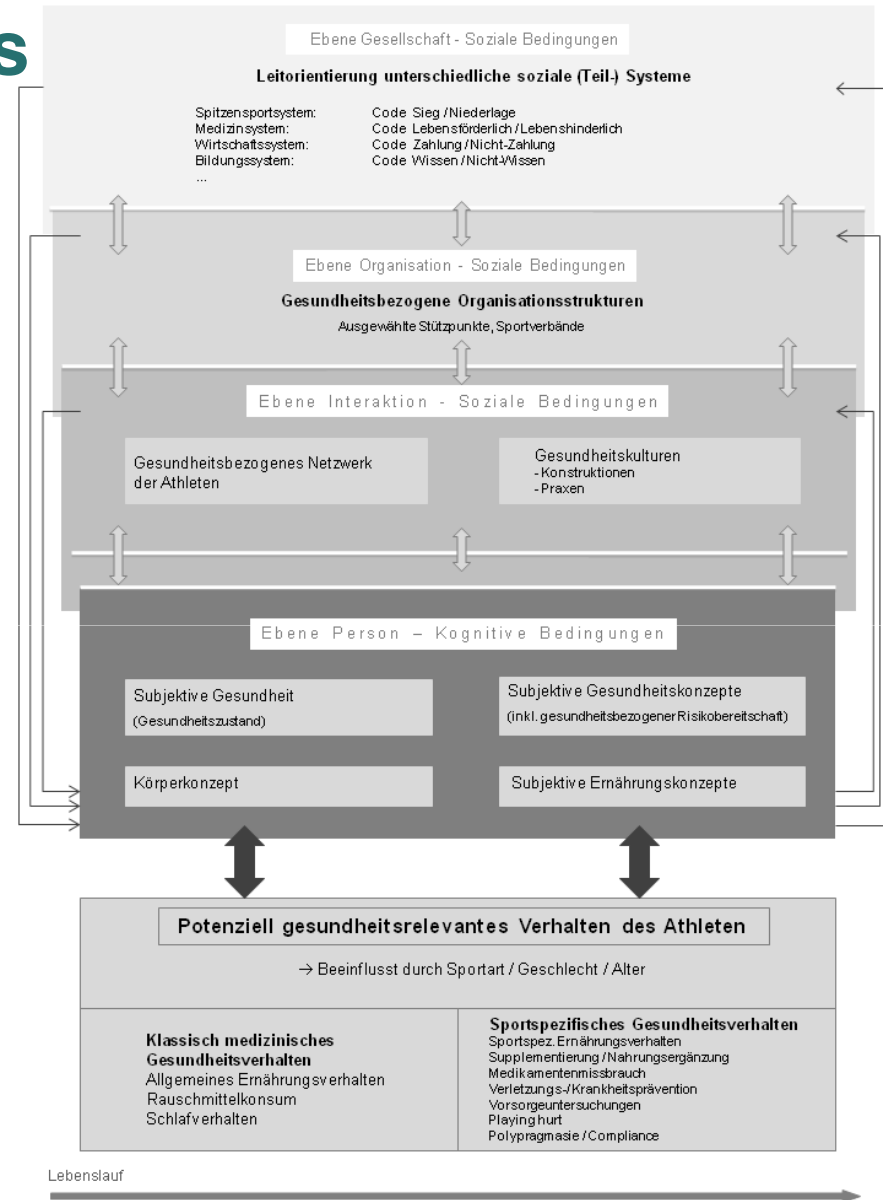 s
Ebene Gesellschaft - Soziale Bedingungen
Leitorientierung unterschiedliche soziale (Teil-) Systeme
Spitzensportsystem: Code Sieg /Niederlage
Medizinsystem: Code Lebensförderlich /Lebenshinderlich
Wirtschaftssystem: Code Zahlung /Nicht-Zahlung
Bildungssystem: Code Wissen /Nicht-Wissen
...
Ebene Organisation - Soziale Bedingungen
Gesundheitsbezogene Organisationsstrukturen
Ausgewählte Stützpunkte, Sportverbände
Ebene Interaktion - Soziale Bedingungen
Gesundheitsbezogenes Netzwerk
der Athleten
Gesundheitskulturen
- Konstruktionen
- Praxen
Ebene Person – Kognitive Bedingungen
Subjektive Gesundheit
(Gesundheitszustand)
Subjektive Gesundheitskonzepte
(inkl. gesundheitsbezogener Risikobereitschaft)
Körperkonzept
Subjektive Ernährungskonzepte
Potenziell gesundheitsrelevantes Verhalten des Athleten
→ Beeinflusst durch Sportart / Geschlecht / Alter
Klassisch medizinisches
Gesundheitsverhalten
Allgemeines Ernährungsverhalten
Rauschmittelkonsum
Schlafverhalten
Sportspezifisches Gesundheitsverhalten
Sportspez. Ernährungsverhalten
Supplementierung /Nahrungsergänzung
Medikamentenmissbrauch
Verletzungs-/Krankheitsprävention
Vorsorgeuntersuchungen
Playing hurt
Polypragmasie /Compliance
Lebenslauf